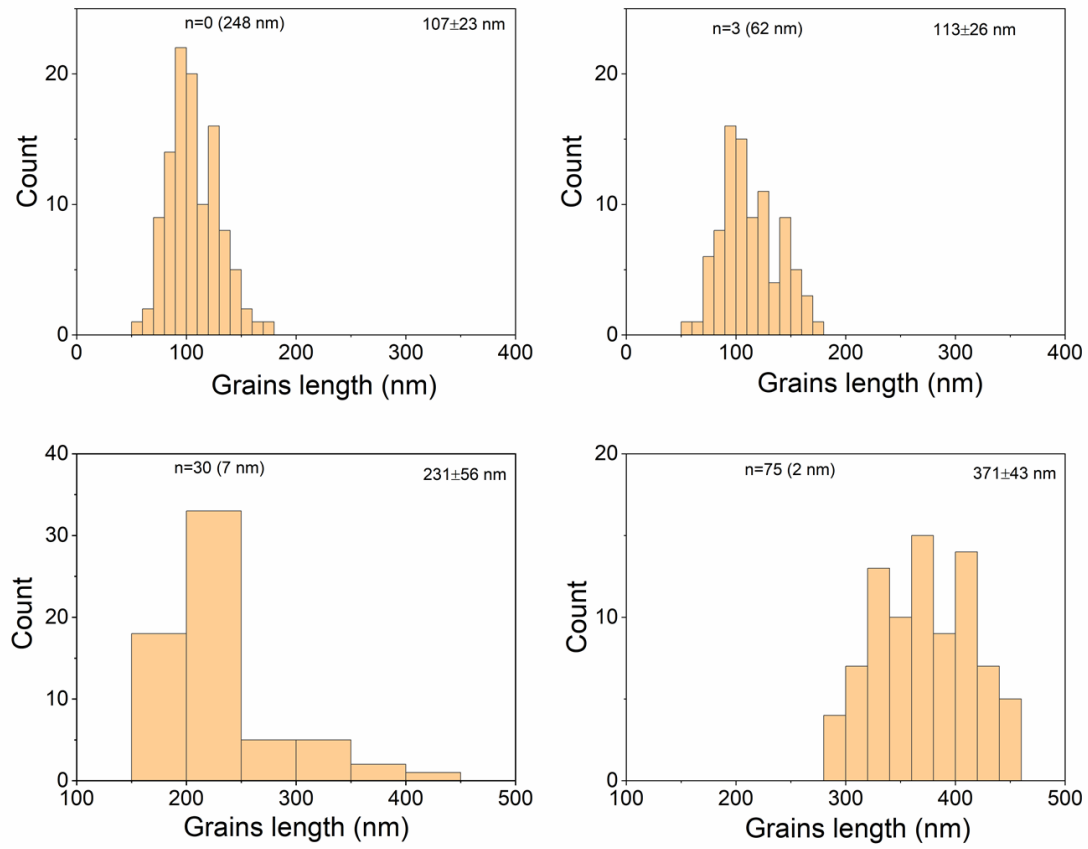 n=0 (248 nm)
107±23 nm
20
10
0
Count
0
100
200
300
400
Grains length (nm)
n=3 (62 nm)
113±26 nm
20
10
0
Count
0
100
200
300
400
Grains length (nm)
n=30 (7 nm)
231±56 nm
40
30
20
10
0
Count
100
200
300
400
500
Grains length (nm)
n=75 (2 nm)
371±43 nm
20
10
0
Count
100
200
300
400
500
Grains length (nm)